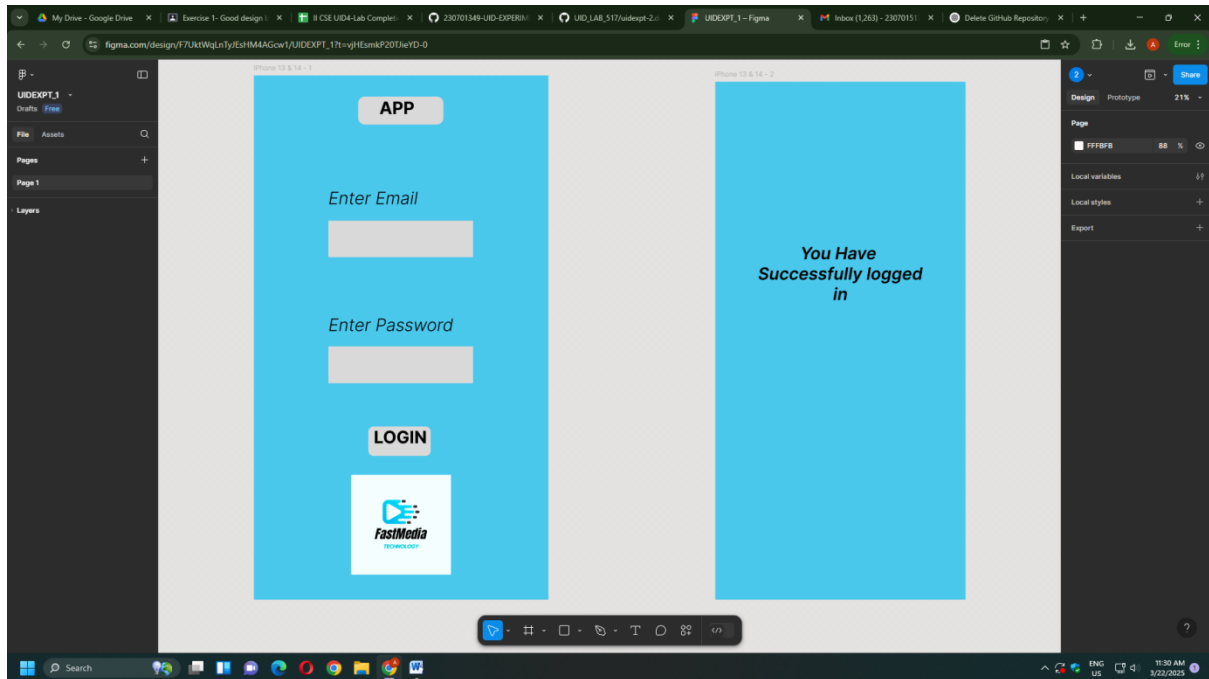 My Drive - Google Drive
Exercise 1- Good design &
II CSE UID4-Lab Completi
230701349-UID-EXPERIM
UID_LAB_517/uidexpt-2.d
UIDEXPT_1 – Figma
Inbox (1,263) - 23070151
Delete GitHub Repository
figma.com/design/F7UktWqLnTyJEsHM4AGcw1/UIDEXPT_1?t=vjHEsmkP20TJieYD-0
A
Error
UIDEXPT_1
Drafts Free
File Assets
Pages
Page 1
Layers
iPhone 13 & 14 – 1
APP
Enter Email
Enter Password
LOGIN
FastMedia
TECHNOLOGY
iPhone 13 & 14 – 2
You Have
Successfully logged
in
2
Share
Design Prototype 21%
Page
FFFBFB 88 %
Local variables
Local styles
Export
?
Search
ENG
US
11:30 AM
3/22/2025